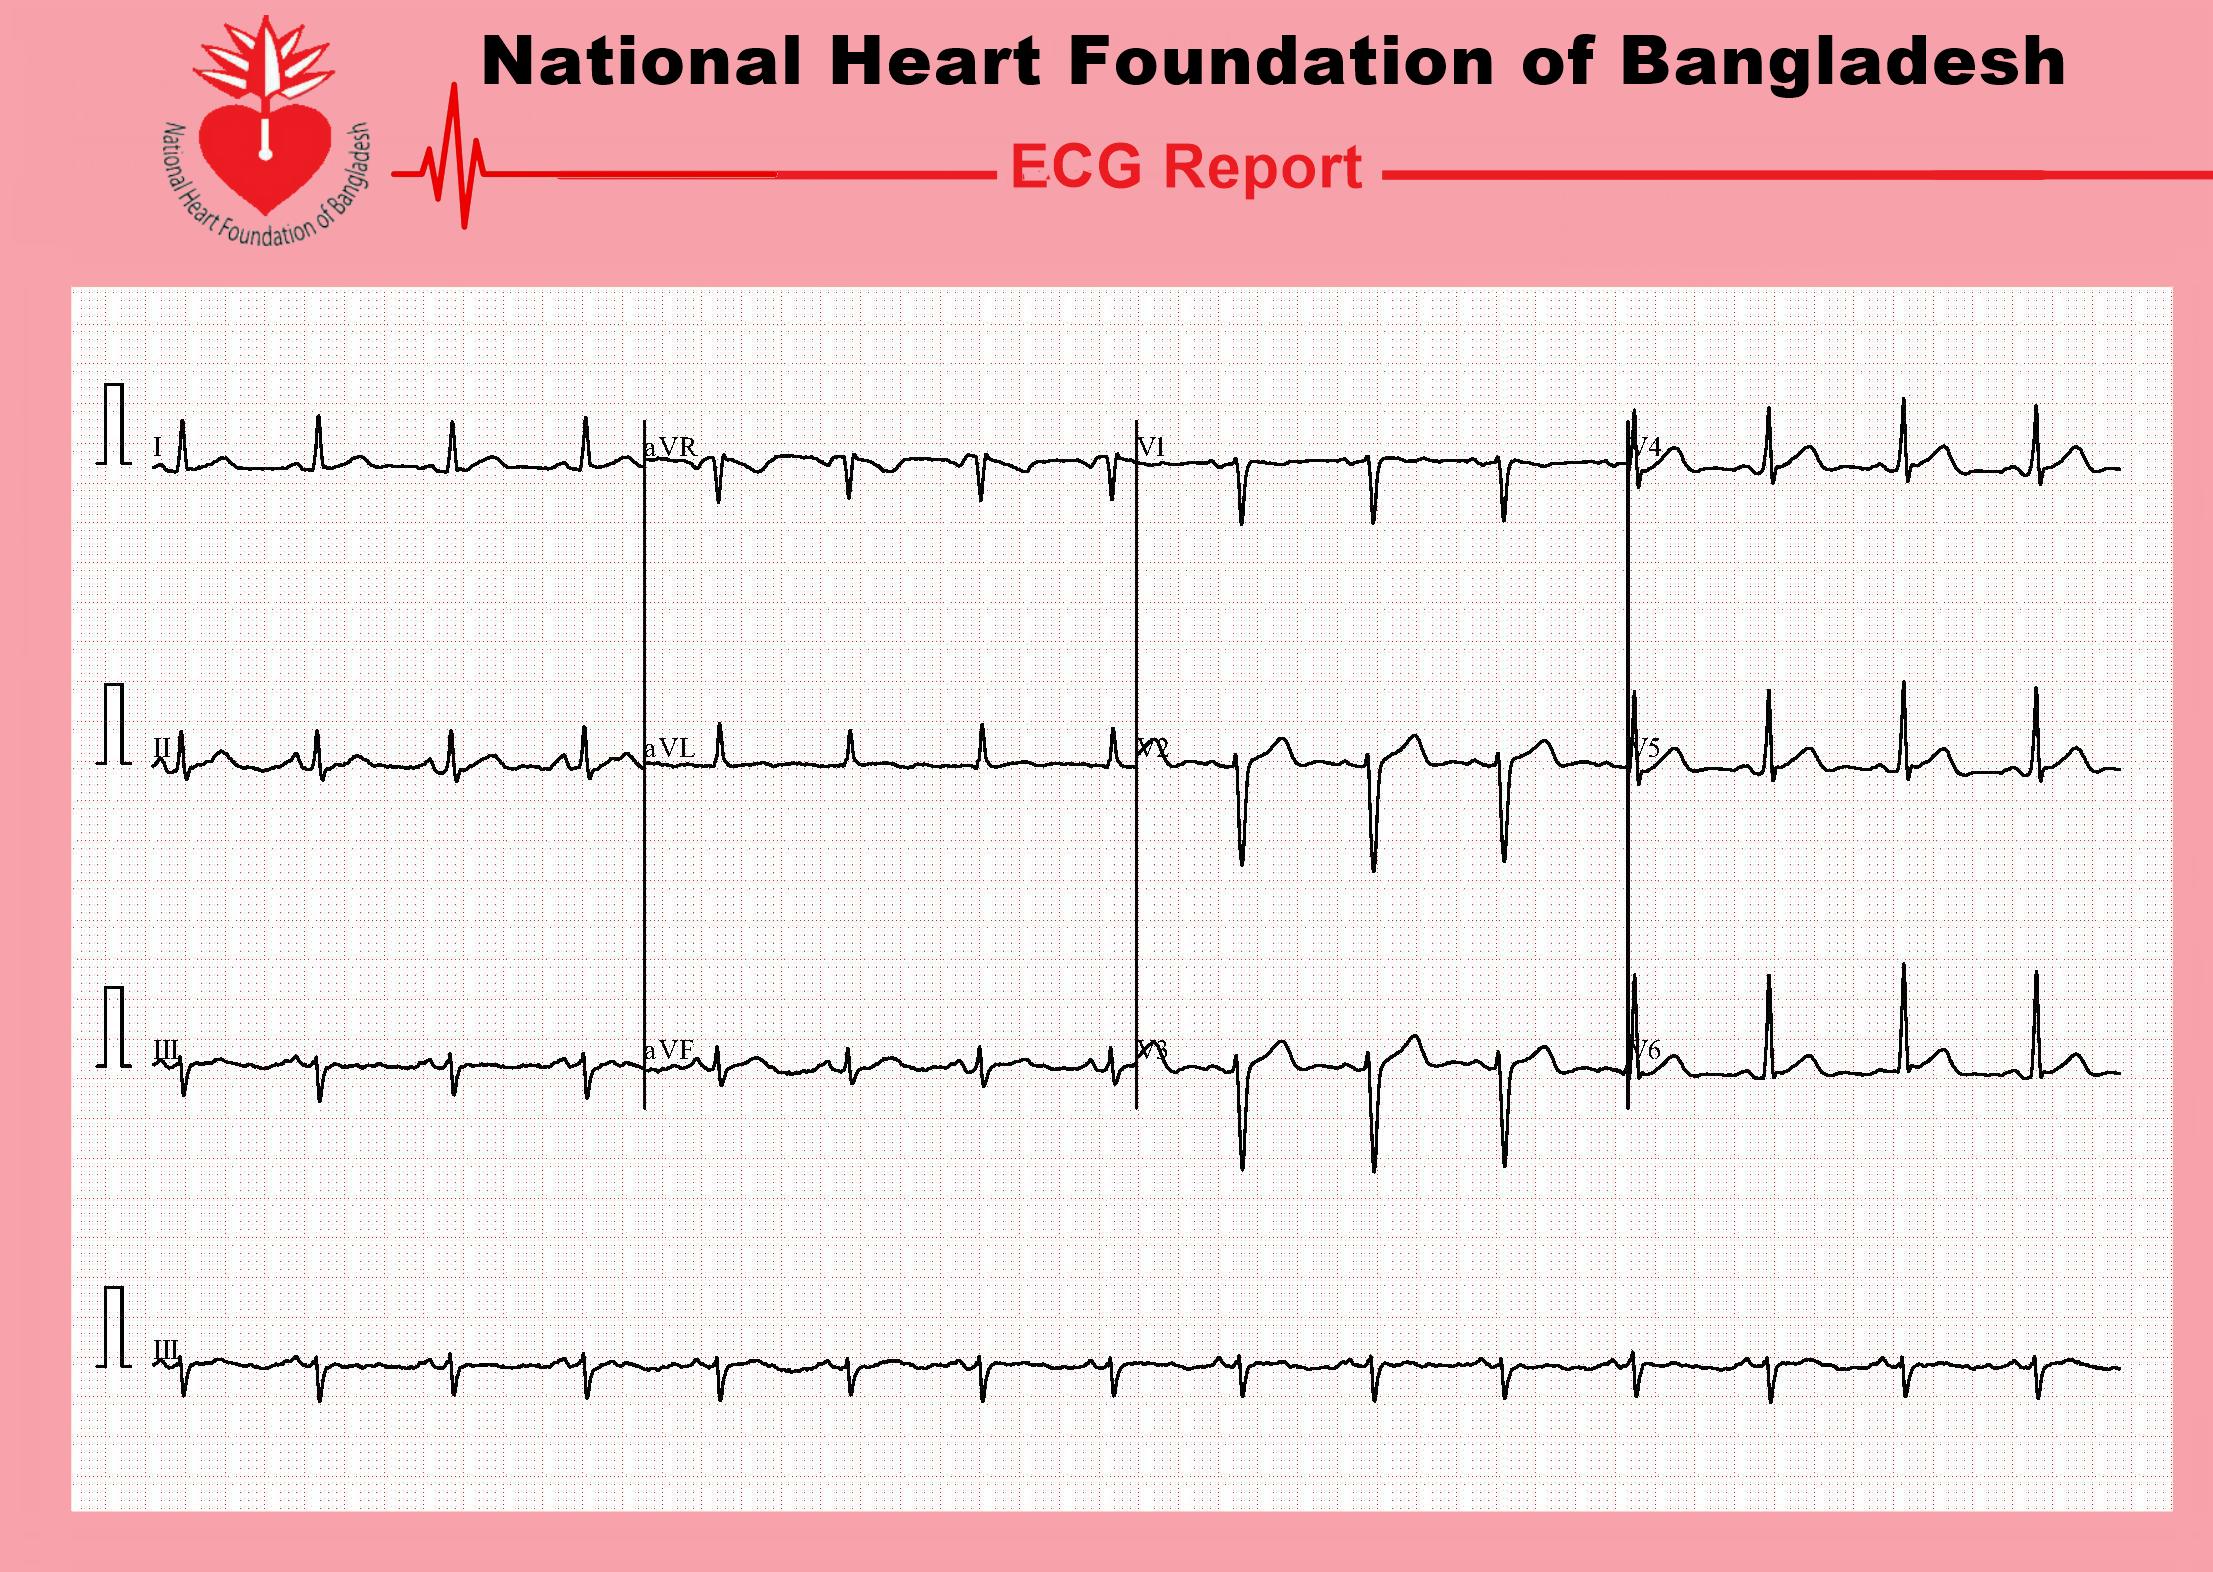 National Heart Foundation of Bangladesh
National Heart Foundation of Bangladesh
ECG Report
I aVR V1 V4
II aVL V2 V5
III aVF V3 V6
III